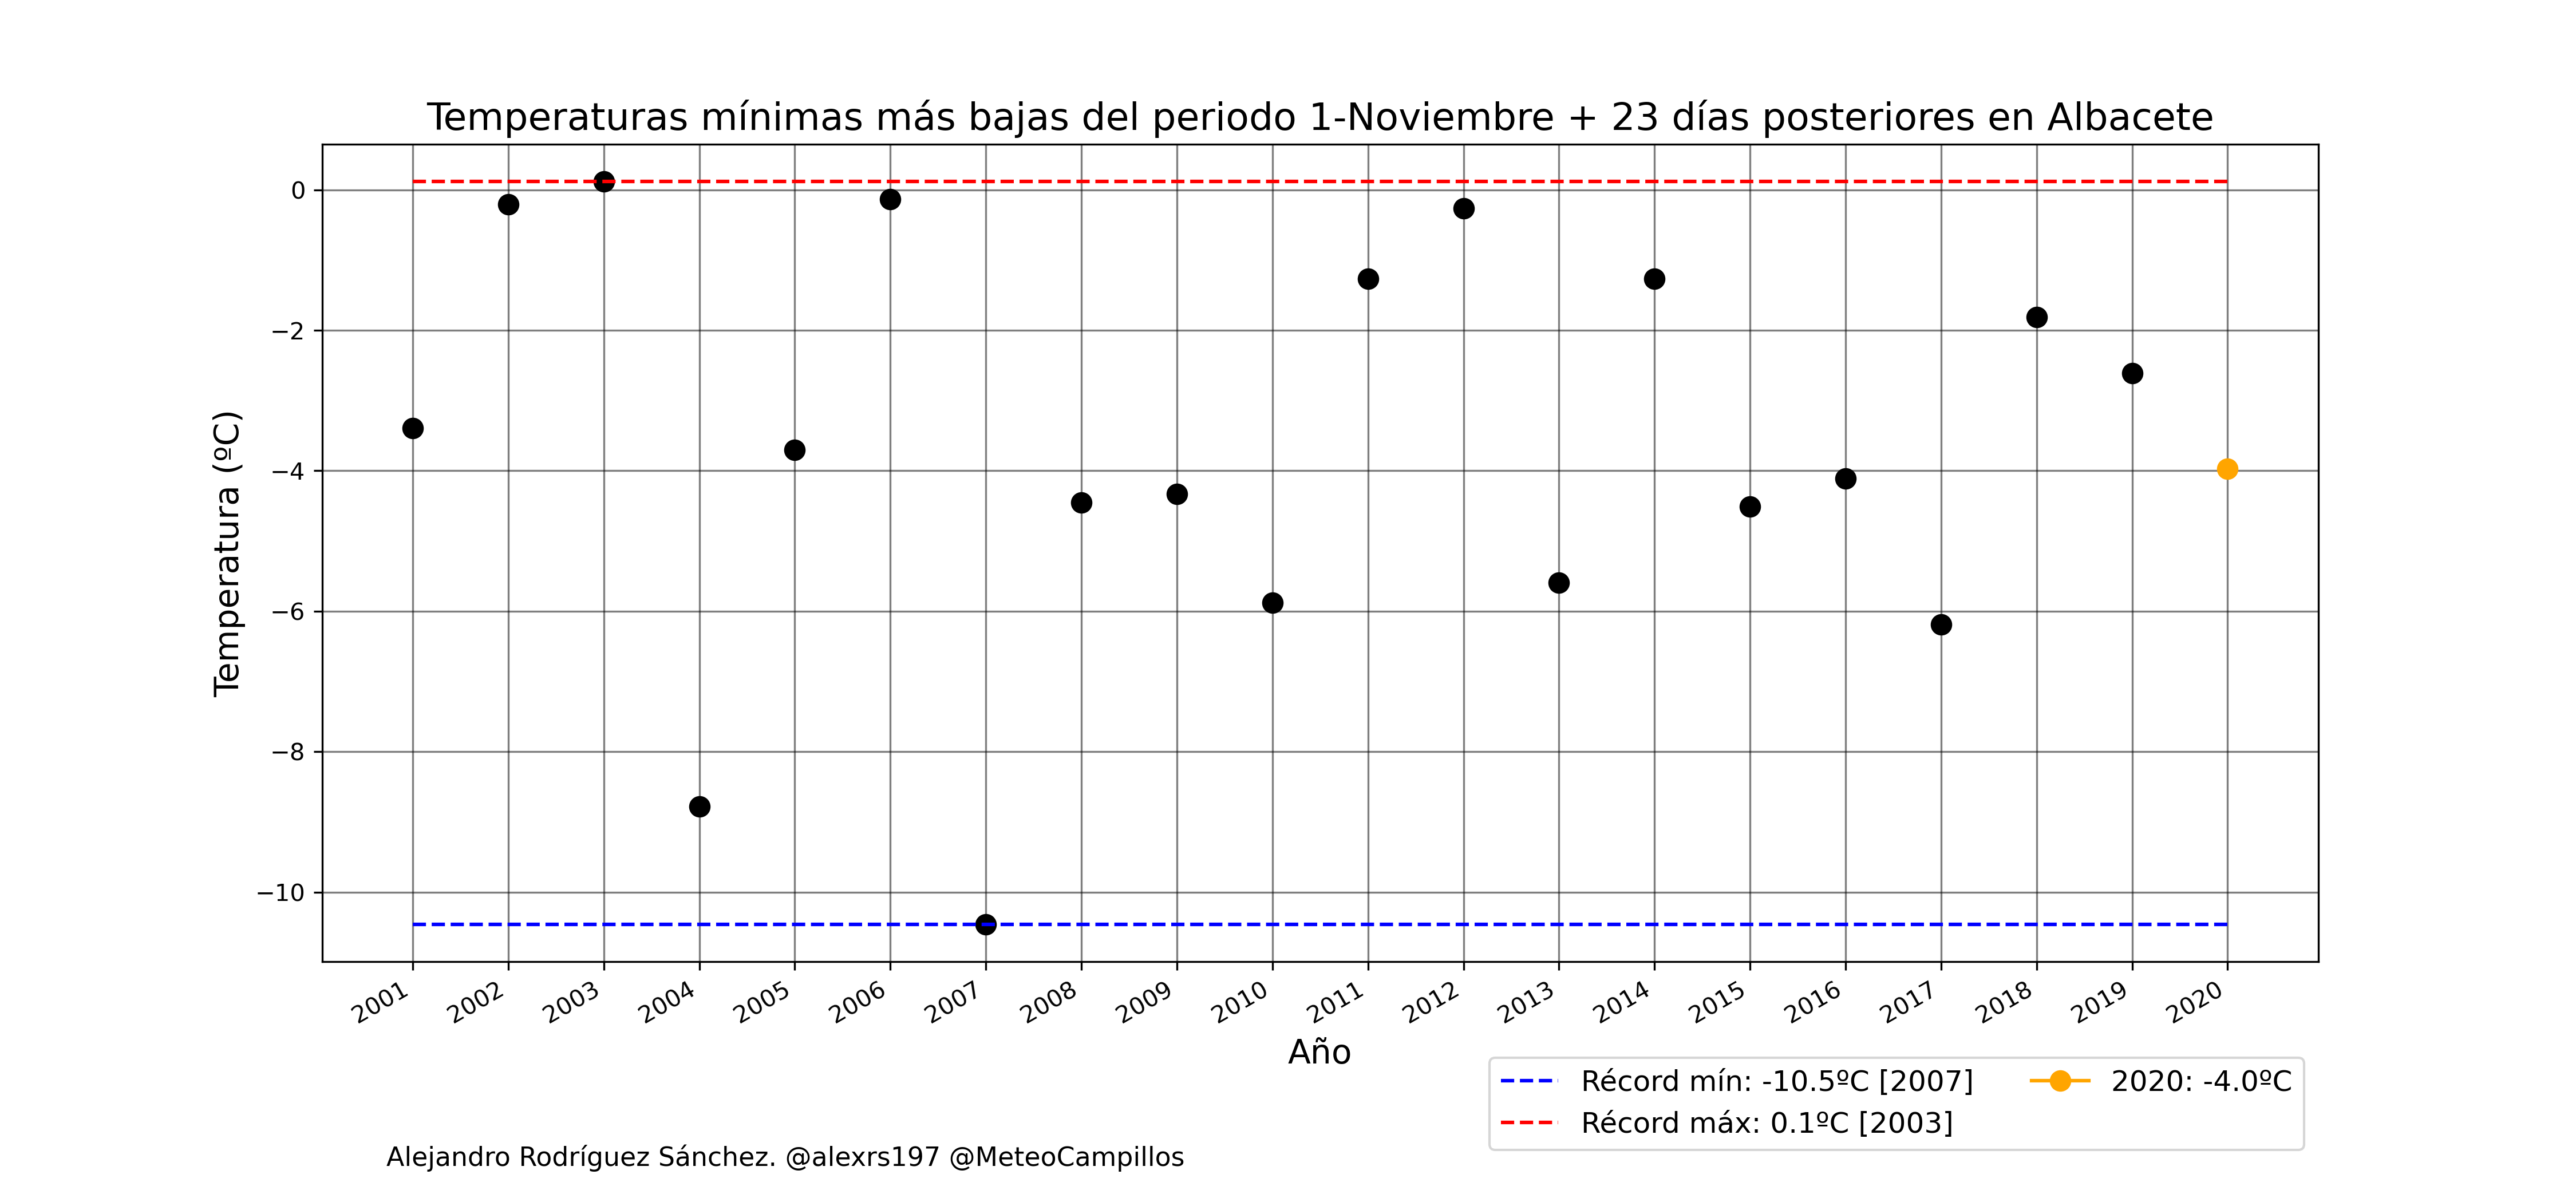 Temperaturas mínimas más bajas del periodo 1-Noviembre + 23 días posteriores en Albacete
Temperatura (ºC)
0
−2
−4
−6
−8
−10
2001 2002 2003 2004 2005 2006 2007 2008 2009 2010 2011 2012 2013 2014 2015 2016 2017 2018 2019 2020
Año
Récord mín: -10.5ºC [2007]
Récord máx: 0.1ºC [2003]
2020: -4.0ºC
Alejandro Rodríguez Sánchez. @alexrs197 @MeteoCampillos